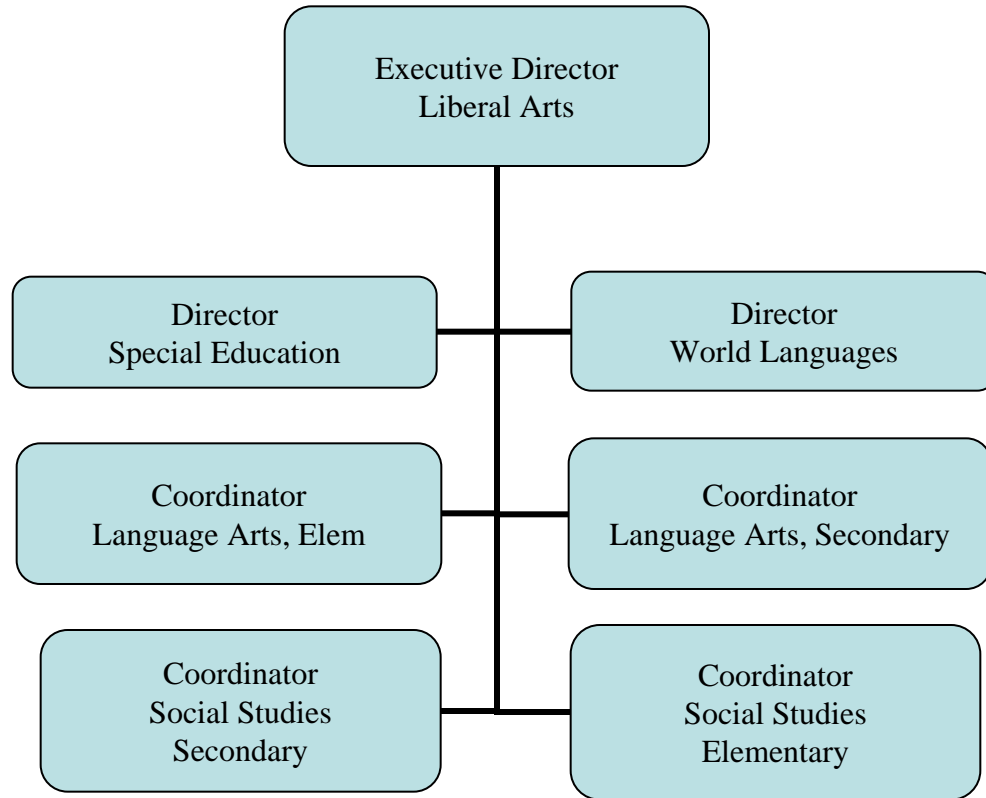 Executive Director
Liberal Arts
Director
Special Education
Director
World Languages
Coordinator
Language Arts, Elem
Coordinator
Language Arts, Secondary
Coordinator
Social Studies
Secondary
Coordinator
Social Studies
Elementary